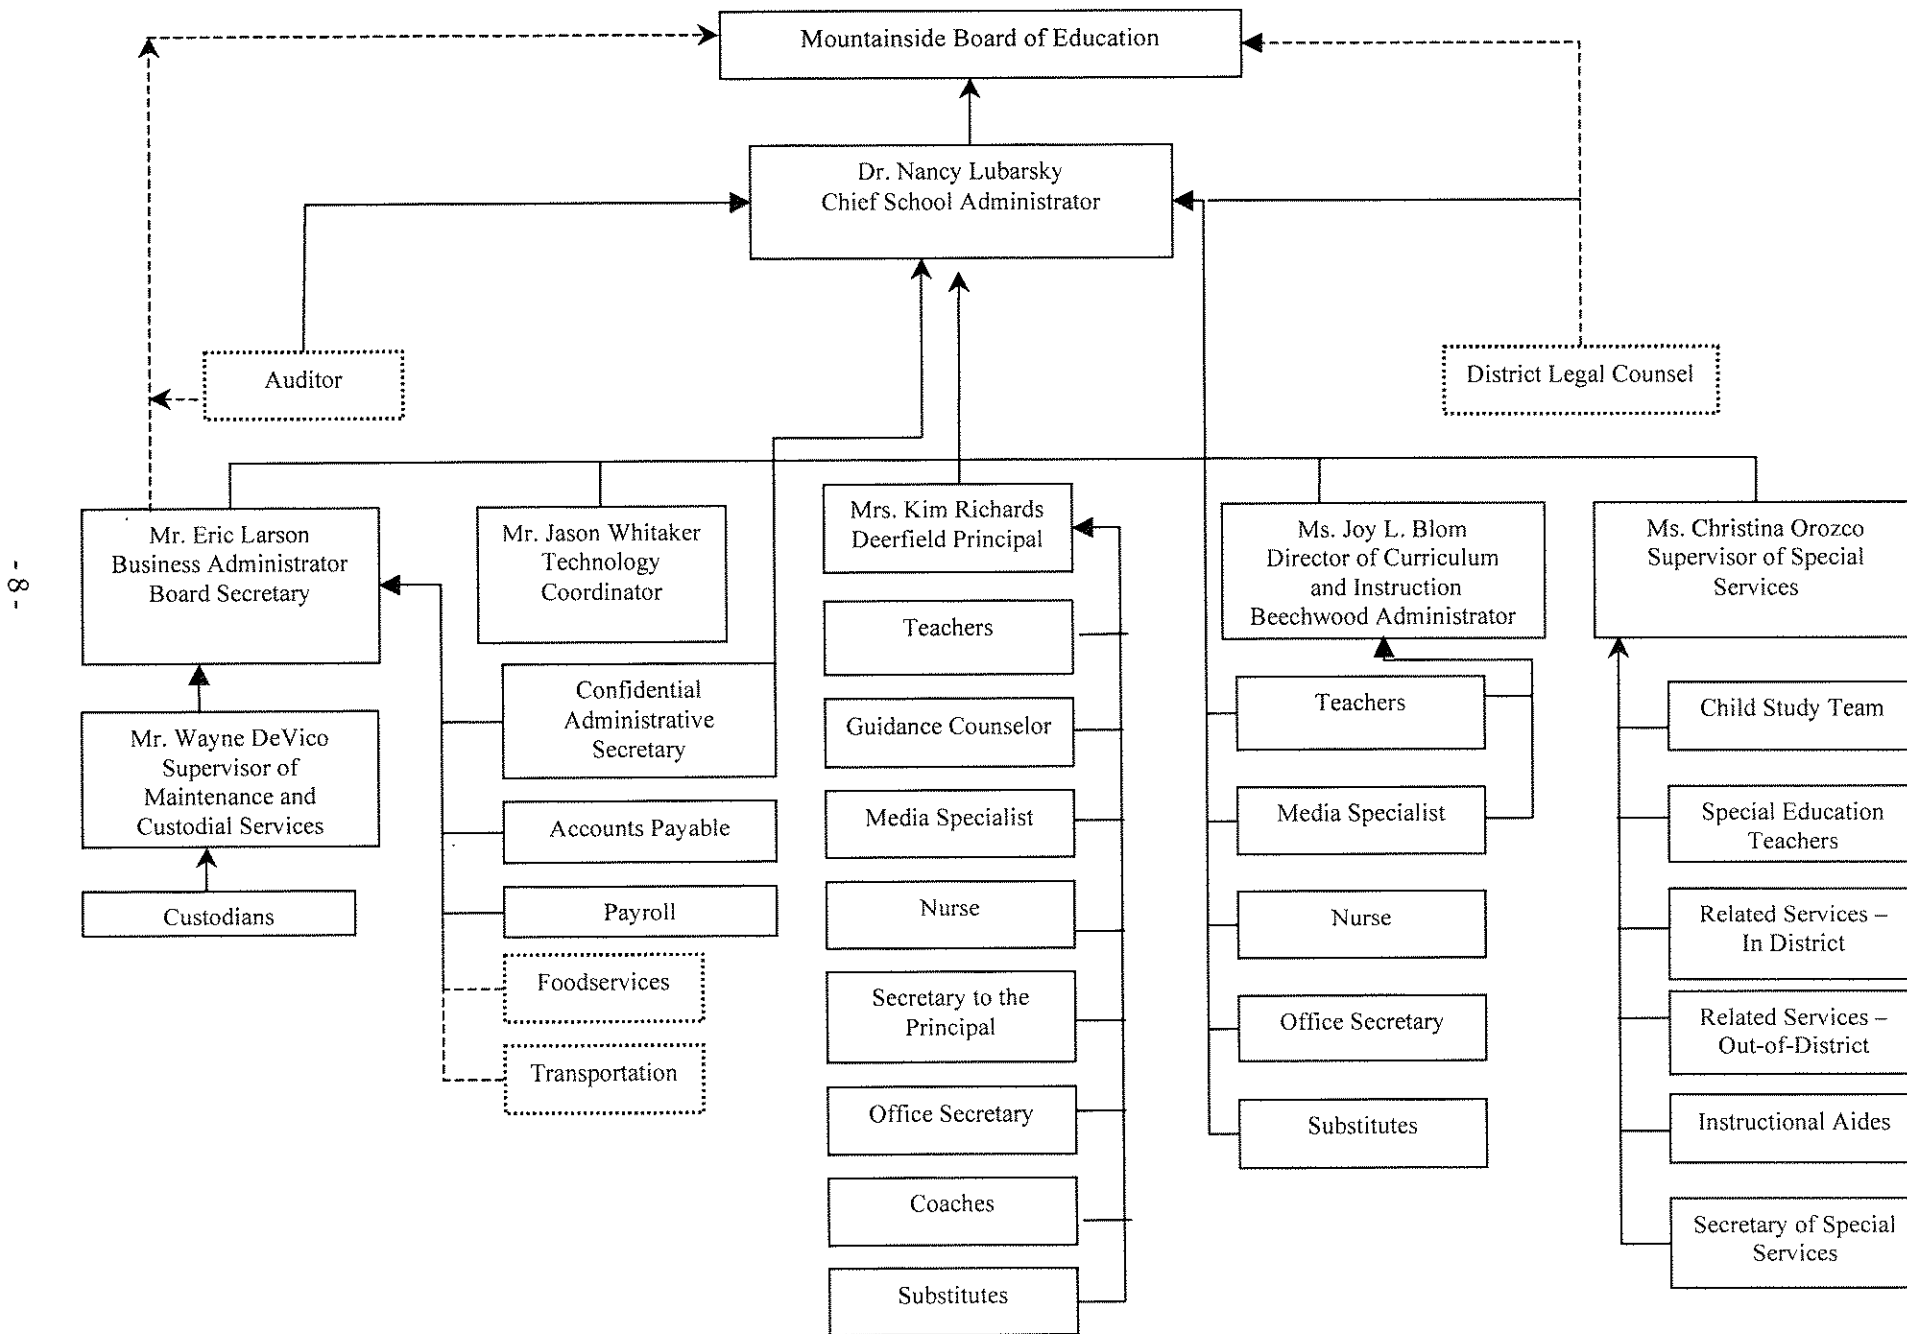 Mountainside Board of Education
Dr. Nancy Lubarsky
Chief School Administrator
Auditor
District Legal Counsel
Mr. Eric Larson
Business Administrator
Board Secretary
Mr. Jason Whitaker
Technology
Coordinator
Mrs. Kim Richards
Deerfield Principal
Ms. Joy L. Blom
Director of Curriculum
and Instruction
Beechwood Administrator
Ms. Christina Orozco
Supervisor of Special
Services
Mr. Wayne DeVico
Supervisor of
Maintenance and
Custodial Services
Custodians
Confidential
Administrative
Secretary
Accounts Payable
Payroll
Foodservices
Transportation
Teachers
Guidance Counselor
Media Specialist
Nurse
Secretary to the
Principal
Office Secretary
Coaches
Substitutes
Teachers
Media Specialist
Nurse
Office Secretary
Substitutes
Child Study Team
Special Education
Teachers
Related Services –
In District
Related Services –
Out-of-District
Instructional Aides
Secretary of Special
Services
-8-